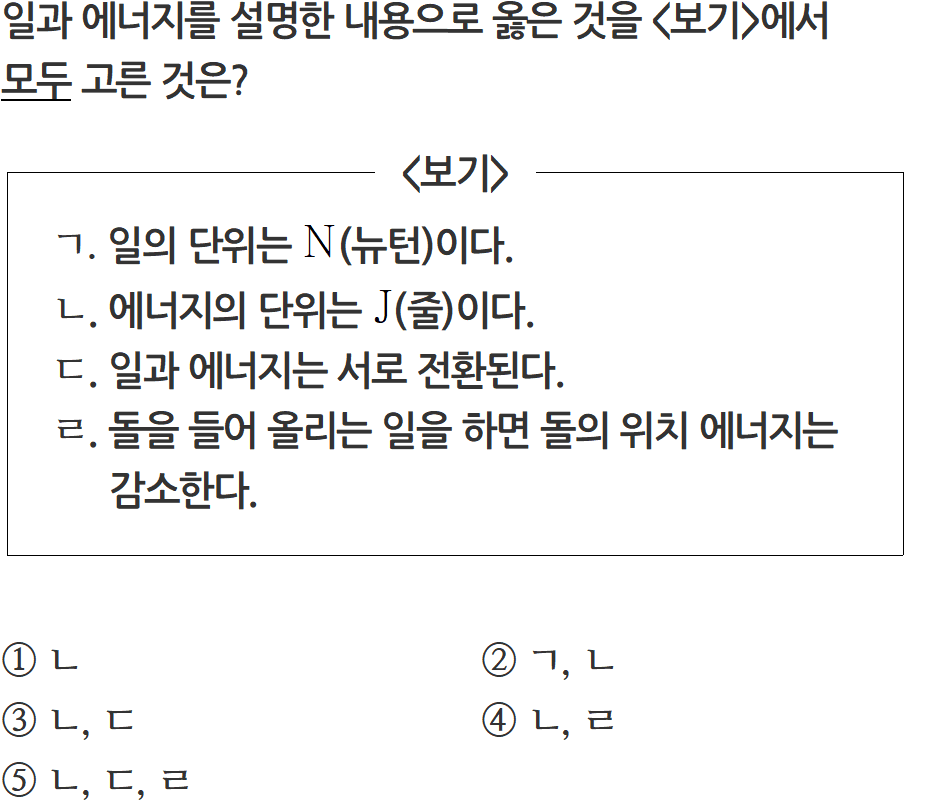 일과 에너지를 설명한 내용으로 옳은 것을 <보기>에서
모두 고른 것은?
<보기>
ㄱ. 일의 단위는 N(뉴턴)이다.
ㄴ. 에너지의 단위는 J(줄)이다.
ㄷ. 일과 에너지는 서로 전환된다.
ㄹ. 돌을 들어 올리는 일을 하면 돌의 위치 에너지는
감소한다.
① ㄴ ② ㄱ, ㄴ
③ ㄴ, ㄷ ④ ㄴ, ㄹ
⑤ ㄴ, ㄷ, ㄹ